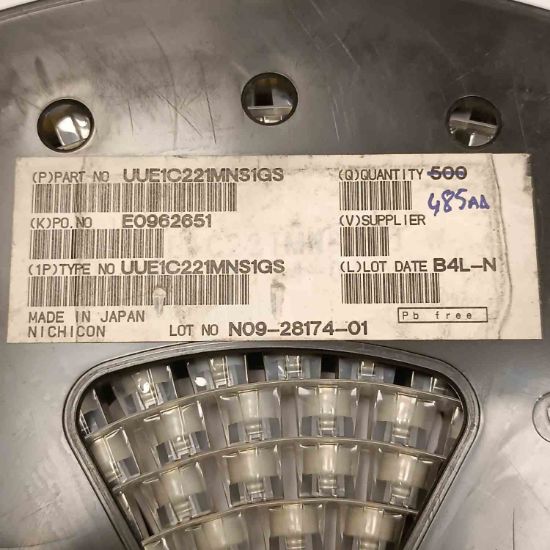 (P)PART NO UUE1C221MNS1GS (Q)QUANTITY 500
485
(K)PO.NO E0962651 (V)SUPPLIER
(1P)TYPE NO UUE1C221MNS1GS (L)LOT DATE B4L-N
MADE IN JAPAN Pb free
NICHICON LOT NO N09-28174-01